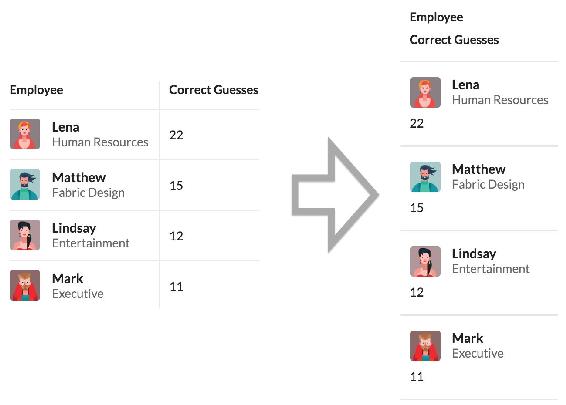 Employee Correct Guesses
Lena
Human Resources
22
Matthew
Fabric Design
15
Lindsay
Entertainment
12
Mark
Executive
11
Employee
Correct Guesses
Lena
Human Resources
22
Matthew
Fabric Design
15
Lindsay
Entertainment
12
Mark
Executive
11